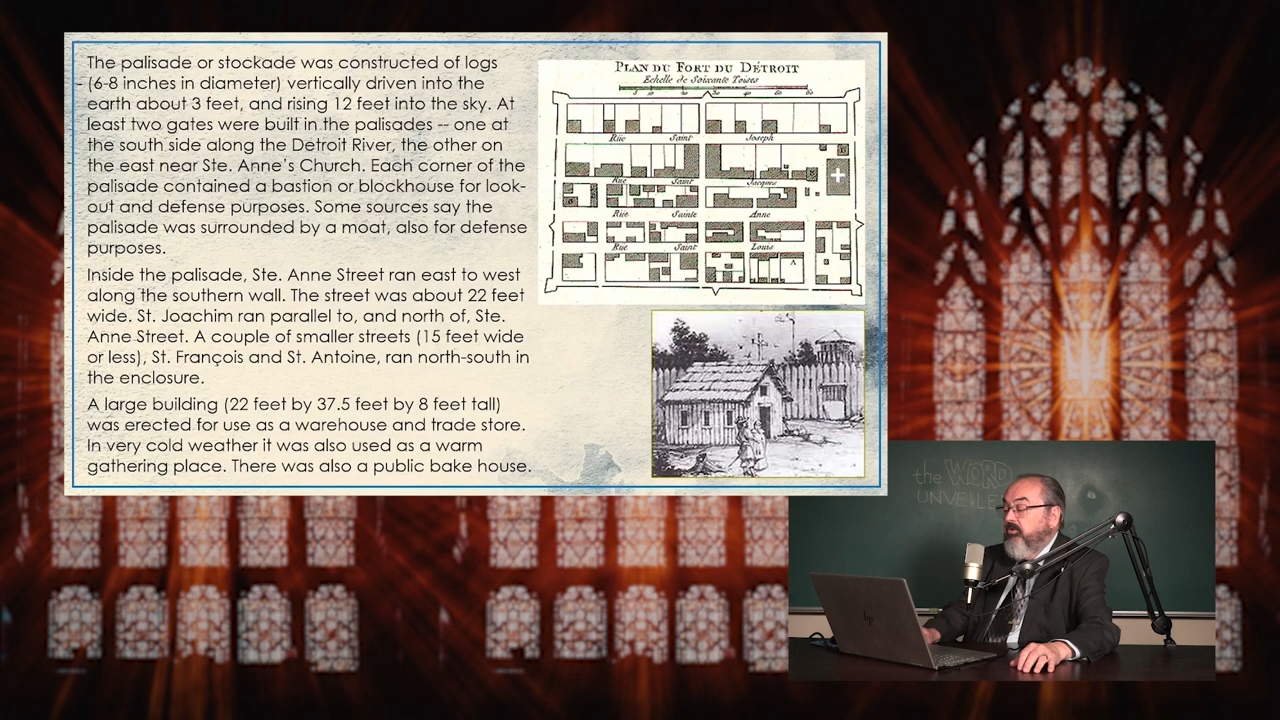 The palisade or stockade was constructed of logs
(6-8 inches in diameter) vertically driven into the
earth about 3 feet, and rising 12 feet into the sky. At
least two gates were built in the palisades -- one at
the south side along the Detroit River, the other on
the east near Ste. Anne's Church. Each corner of the
palisade contained a bastion or blockhouse for look-
out and defense purposes. Some sources say the
palisade was surrounded by a moat, also for defense
purposes.
Inside the palisade, Ste. Anne Street ran east to west
along the southern wall. The street was about 22 feet
wide. St. Joachim ran parallel to, and north of, Ste.
Anne Street. A couple of smaller streets (15 feet wide
or less), St. François and St. Antoine, ran north-south in
the enclosure.
A large building (22 feet by 37.5 feet by 8 feet tall)
was erected for use as a warehouse and trade store.
In very cold weather it was also used as a warm
gathering place. There was also a public bake house.
PLAN DU FORT DU DÉTROIT
Echelle de Soixante Toises
Rüe Saint Joseph
Rue Saint Jacques
Rüe Sainte Anne
Rue Saint Louis
A
the WORD
UNVEILE
hp